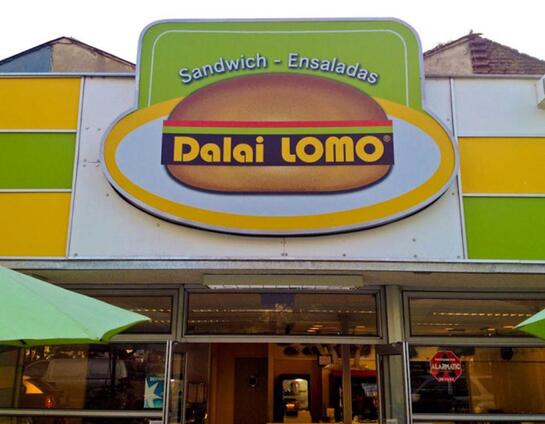 Sandwich - Ensaladas
Dalai LOMO®
ALARMATIC